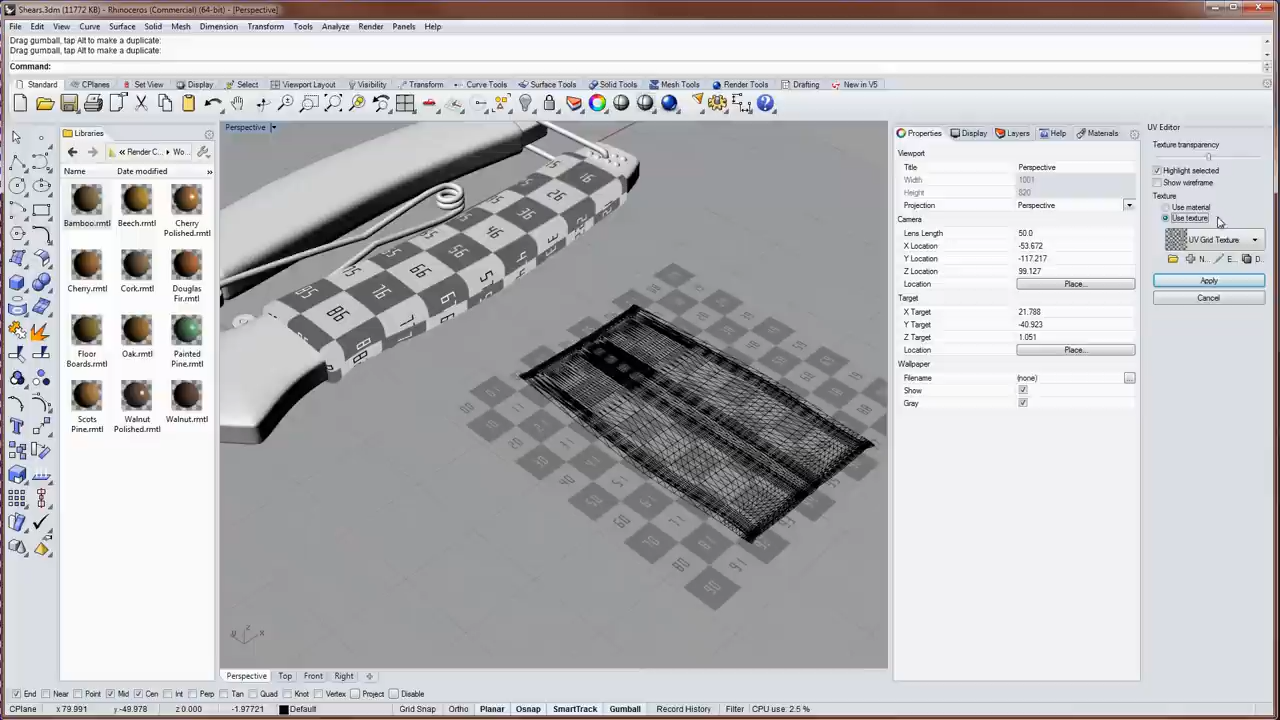 Shears.3dm (11772 KB) - Rhinoceros (Commercial) (64-bit) - [Perspective]
File Edit View Curve Surface Solid Mesh Dimension Transform Tools Analyze Render Panels Help
Drag gumball, tap Alt to make a duplicate:
Drag gumball, tap Alt to make a duplicate:
Command:
Standard CPlanes Set View Display Select Viewport Layout Visibility Transform Curve Tools Surface Tools Solid Tools Mesh Tools Render Tools Drafting New in V5
Libraries
Render C... Wo...
Name Date modified »
Bamboo.rmtl Beech.rmtl Cherry Polished.rmtl
Cherry.rmtl Cork.rmtl Douglas Fir.rmtl
Floor Boards.rmtl Oak.rmtl Painted Pine.rmtl
Scots Pine.rmtl Walnut Polished.rmtl Walnut.rmtl
Perspective
Properties Display Layers Help Materials
Viewport
Title Perspective
Width 1001
Height 820
Projection Perspective
Camera
Lens Length 50.0
X Location -53.672
Y Location -117.217
Z Location 99.127
Location Place...
Target
X Target 21.788
Y Target -40.923
Z Target 1.051
Location Place...
Wallpaper
Filename (none) ...
Show
Gray
UV Editor
Texture transparency
Highlight selected
Show wireframe
Texture
Use material
Use texture
UV Grid Texture
N... E... D..
Apply
Cancel
16
26
36
86 76
z
x
Perspective Top Front Right
End Near Point Mid Cen Int Perp Tan Quad Knot Vertex Project Disable
CPlane x 79.991 y -49.978 z 0.000 -1.97721 Default Grid Snap Ortho Planar Osnap SmartTrack Gumball Record History Filter CPU use: 2.5 %